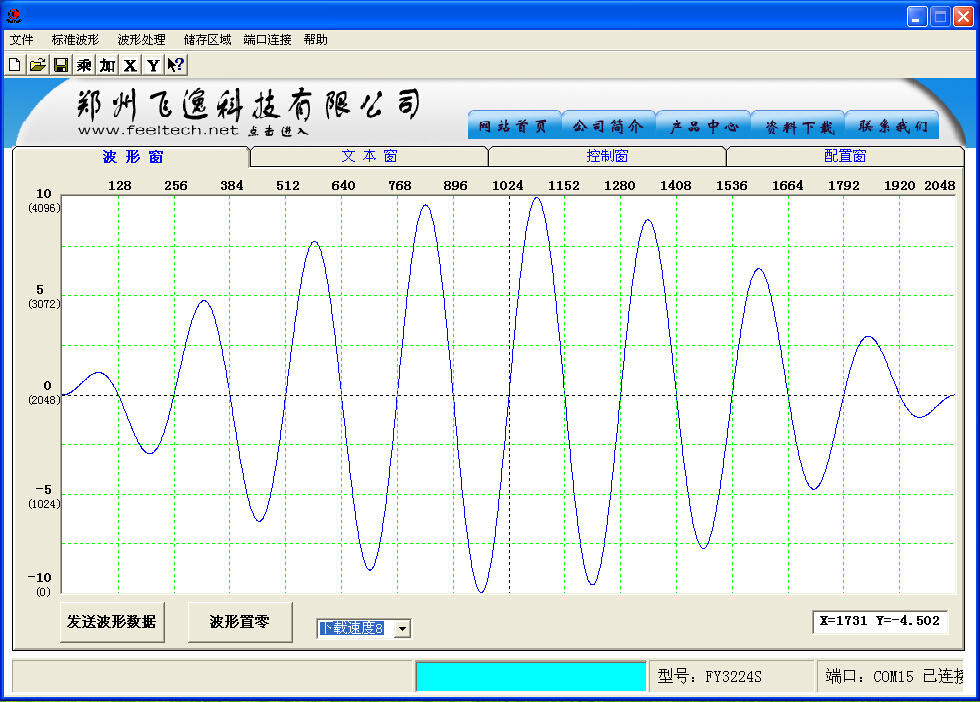 文件 标准波形 波形处理 储存区域 端口连接 帮助
乘 加 X Y ?
郑州飞逸科技有限公司
www.feeltech.net 点击进入
网站首页 公司简介 产品中心 资料下载 联系我们
波形窗 文本窗 控制窗 配置窗
128 256 384 512 640 768 896 1024 1152 1280 1408 1536 1664 1792 1920 2048
10
(4096)
5
(3072)
0
(2048)
-5
(1024)
-10
(0)
发送波形数据 波形置零 下载速度8 X=1731 Y=-4.502
型号: FY3224S 端口: COM15 已连接